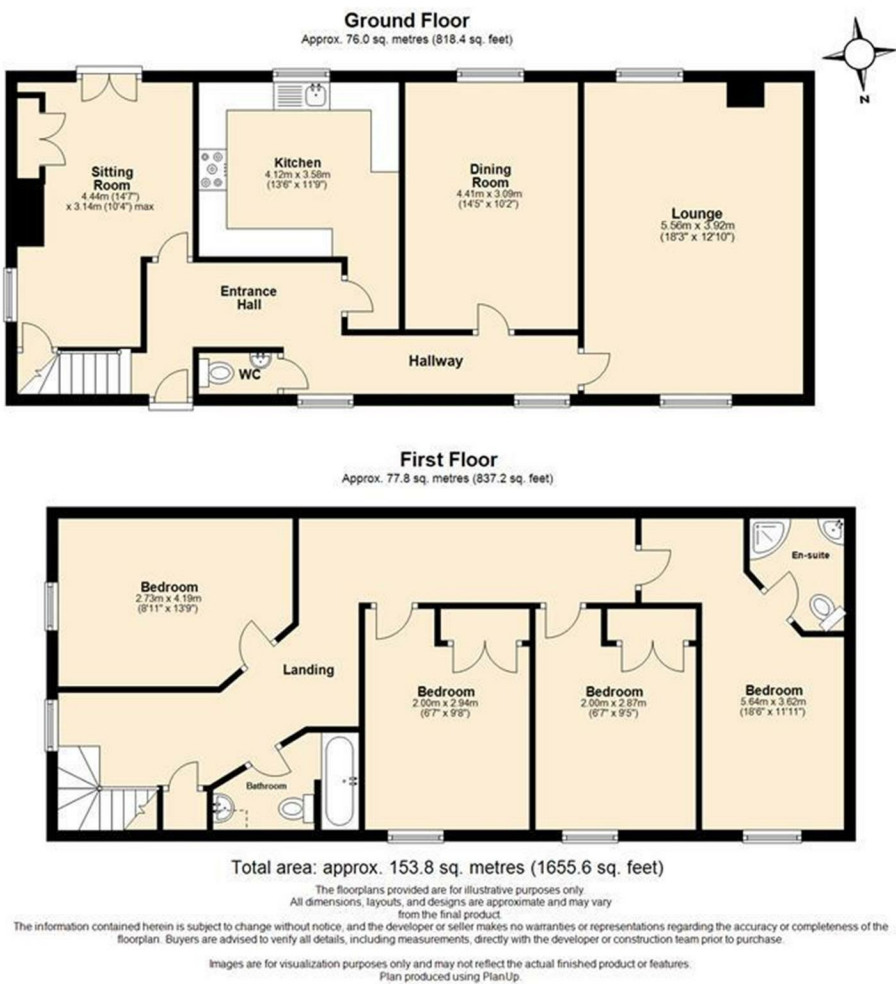 Ground Floor
Approx. 76.0 sq. metres (818.4 sq. feet)
N
Sitting
Room
4.44m (14'7")
x 3.14m (10'4") max
Kitchen
4.12m x 3.58m
(13'6" x 11'9")
Dining
Room
4.41m x 3.09m
(14'5" x 10'2")
Lounge
5.56m x 3.92m
(18'3" x 12'10")
Entrance
Hall
WC
Hallway
First Floor
Approx. 77.8 sq. metres (837.2 sq. feet)
Bedroom
2.73m x 4.19m
(8'11" x 13'9")
En-suite
Landing
Bedroom
2.00m x 2.94m
(6'7" x 9'8")
Bedroom
2.00m x 2.87m
(6'7" x 9'5")
Bedroom
5.64m x 3.62m
(18'6" x 11'11")
Bathroom
Total area: approx. 153.8 sq. metres (1655.6 sq. feet)
The floorplans provided are for illustrative purposes only.
All dimensions, layouts, and designs are approximate and may vary
from the final product.
The information contained herein is subject to change without notice, and the developer or seller makes no warranties or representations regarding the accuracy or completeness of the
floorplan. Buyers are advised to verify all details, including measurements, directly with the developer or construction team prior to purchase.
Images are for visualization purposes only and may not reflect the actual finished product or features.
Plan produced using PlanUp.